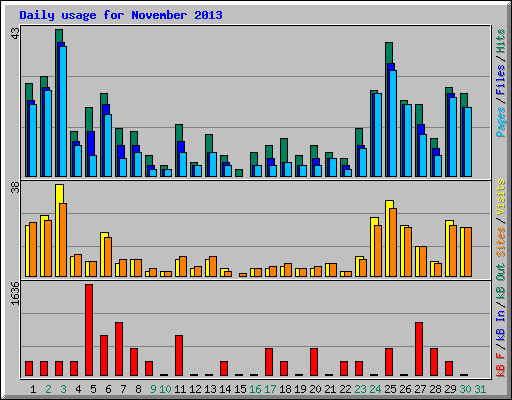 Daily usage for November 2013
43
Pages / Files / Hits
38
Sites / Visits
1636
kB F / kB In / kB Out
1 2 3 4 5 6 7 8 9 10 11 12 13 14 15 16 17 18 19 20 21 22 23 24 25 26 27 28 29 30 31